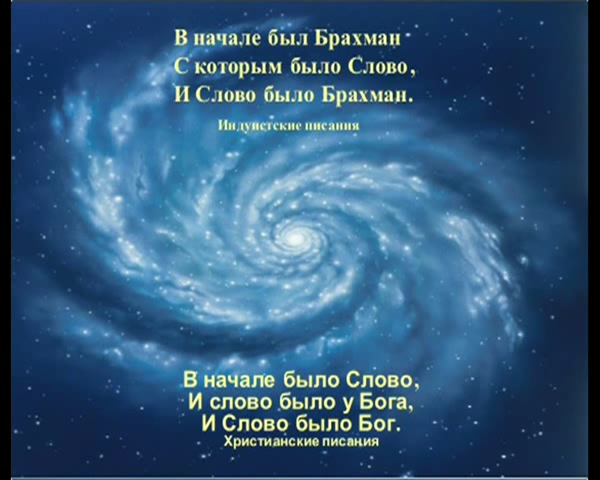 В начале был Брахман
С которым было Слово,
И Слово было Брахман.
Индуистские писания
В начале было Слово,
И слово было у Бога,
И Слово было Бог.
Христианские писания